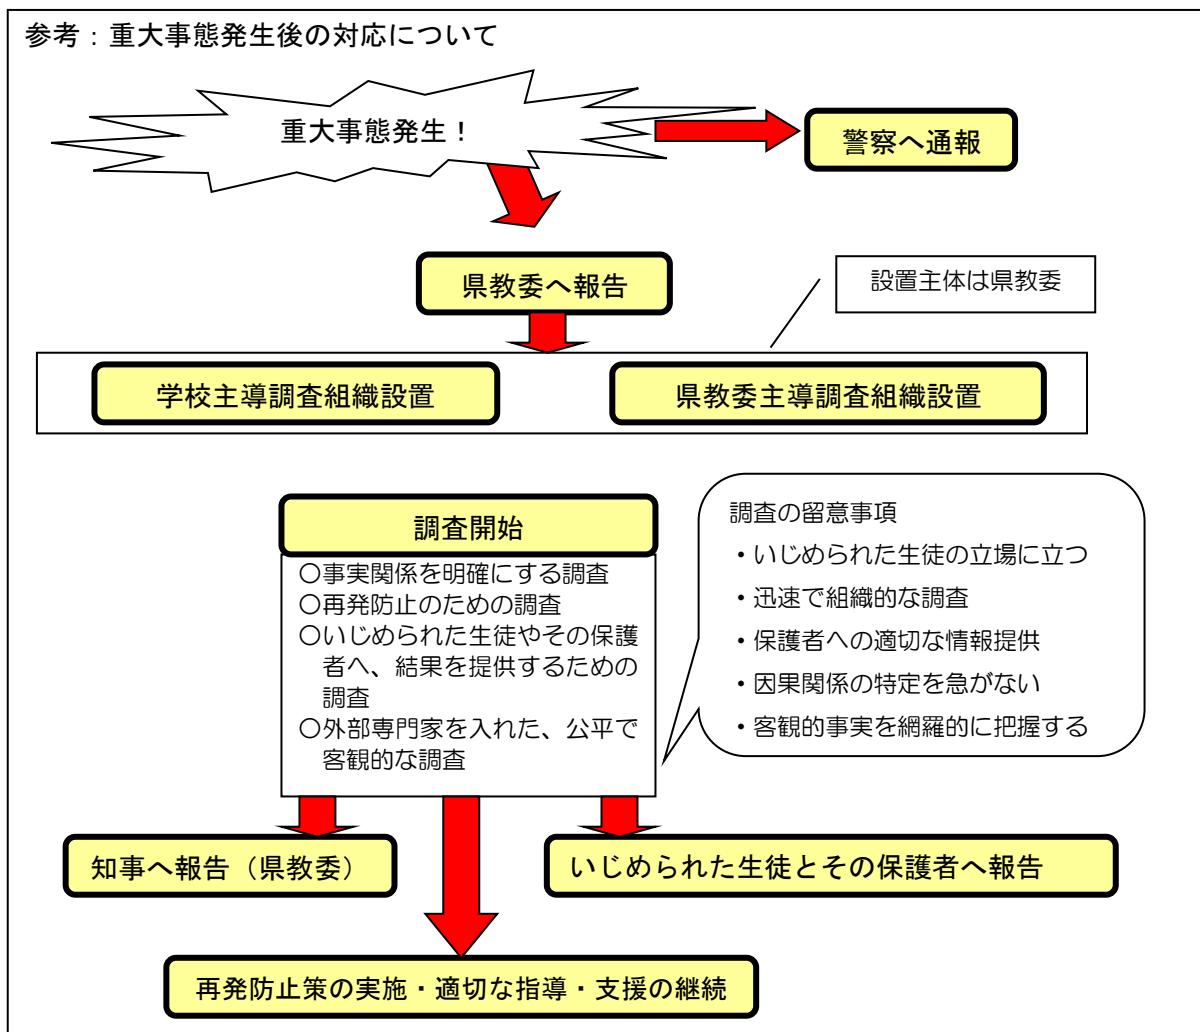 参考：重大事態発生後の対応について
重大事態発生！
警察へ通報
県教委へ報告
設置主体は県教委
学校主導調査組織設置
県教委主導調査組織設置
調査開始
○事実関係を明確にする調査
○再発防止のための調査
○いじめられた生徒やその保護
者へ、結果を提供するための
調査
○外部専門家を入れた、公平で
客観的な調査
調査の留意事項
・いじめられた生徒の立場に立つ
・迅速で組織的な調査
・保護者への適切な情報提供
・因果関係の特定を急がない
・客観的事実を網羅的に把握する
知事へ報告（県教委）
いじめられた生徒とその保護者へ報告
再発防止策の実施・適切な指導・支援の継続